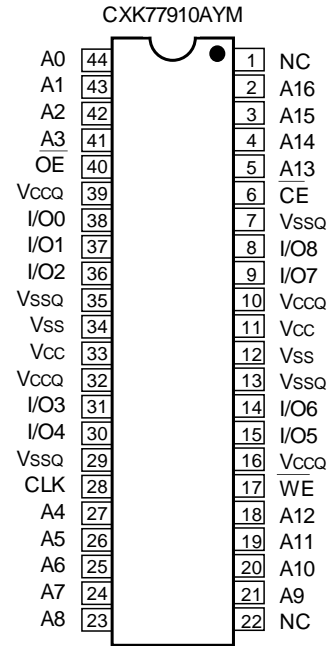 CXK77910AYM
A0 44 1 NC
A1 43 2 A16
A2 42 3 A15
A3 41 4 A14
OE 40 5 A13
VCCQ 39 6 CE
I/O0 38 7 VSSQ
I/O1 37 8 I/O8
I/O2 36 9 I/O7
VSSQ 35 10 VCCQ
VSS 34 11 VCC
VCC 33 12 VSS
VCCQ 32 13 VSSQ
I/O3 31 14 I/O6
I/O4 30 15 I/O5
VSSQ 29 16 VCCQ
CLK 28 17 WE
A4 27 18 A12
A5 26 19 A11
A6 25 20 A10
A7 24 21 A9
A8 23 22 NC